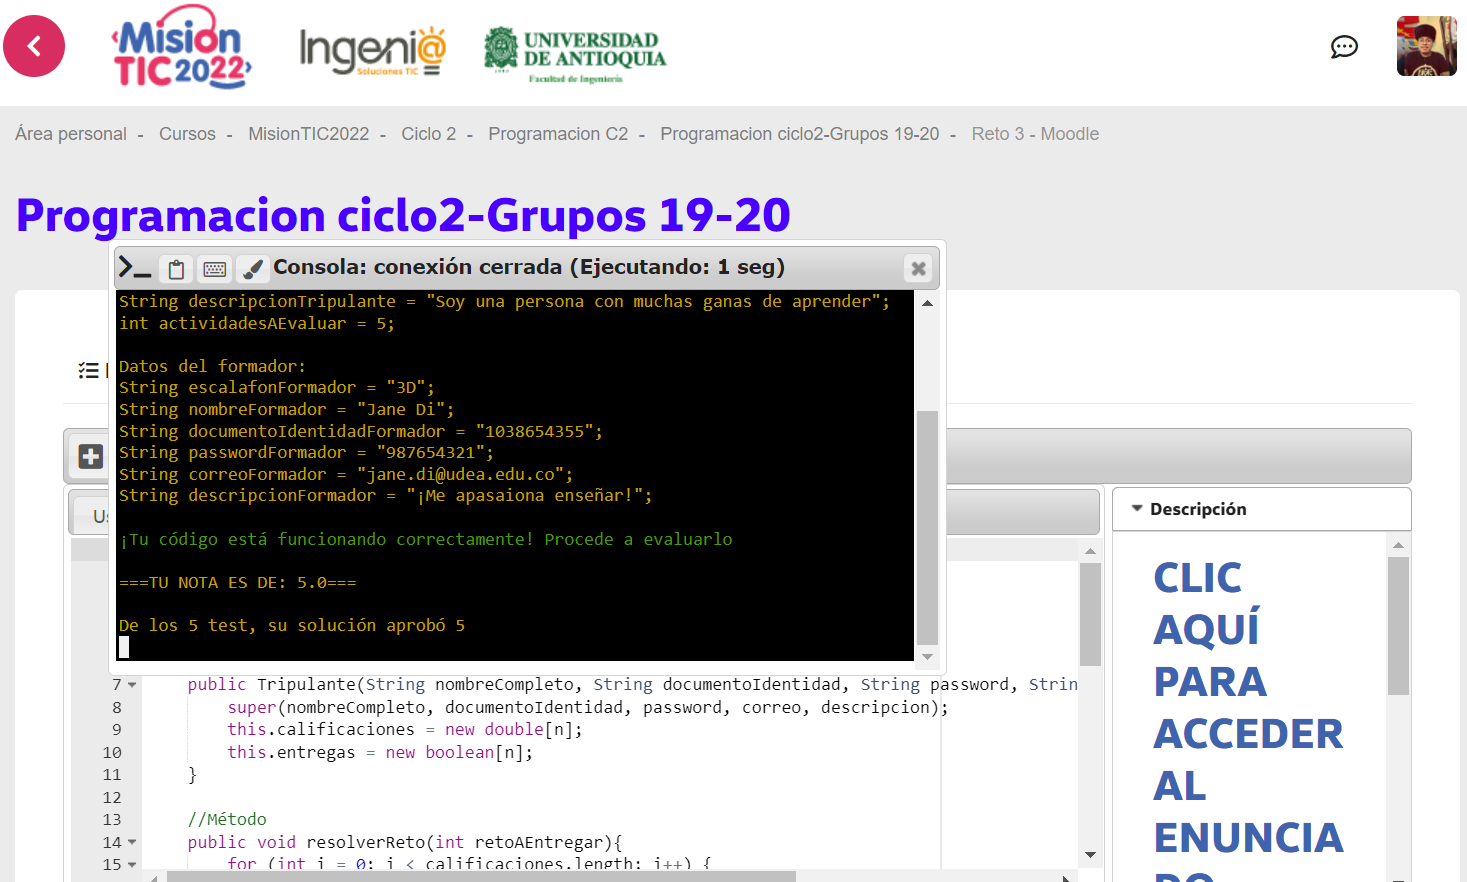 Misión
TIC 2022
Ingeni@
Soluciones TIC
UNIVERSIDAD
DE ANTIOQUIA
1803
Facultad de Ingeniería
Área personal - Cursos - MisionTIC2022 - Ciclo 2 - Programacion C2 - Programacion ciclo2-Grupos 19-20 - Reto 3 - Moodle
Programacion ciclo2-Grupos 19-20
Consola: conexión cerrada (Ejecutando: 1 seg)
String descripcionTripulante = "Soy una persona con muchas ganas de aprender";
int actividadesAEvaluar = 5;
Datos del formador:
String escalafonFormador = "3D";
String nombreFormador = "Jane Di";
String documentoIdentidadFormador = "1038654355";
String passwordFormador = "987654321";
String correoFormador = "jane.di@udea.edu.co";
String descripcionFormador = "¡Me apasaiona enseñar!";
¡Tu código está funcionando correctamente! Procede a evaluarlo
===TU NOTA ES DE: 5.0===
De los 5 test, su solución aprobó 5
Us
Descripción
CLIC
AQUÍ
PARA
ACCEDER
AL
ENUNCIA
DO
7 public Tripulante(String nombreCompleto, String documentoIdentidad, String password, Strin
8 super(nombreCompleto, documentoIdentidad, password, correo, descripcion);
9 this.calificaciones = new double[n];
10 this.entregas = new boolean[n];
11 }
12
13 //Método
14 public void resolverReto(int retoAEntregar){
15 for (int i = 0; i < calificaciones.length; i++) {